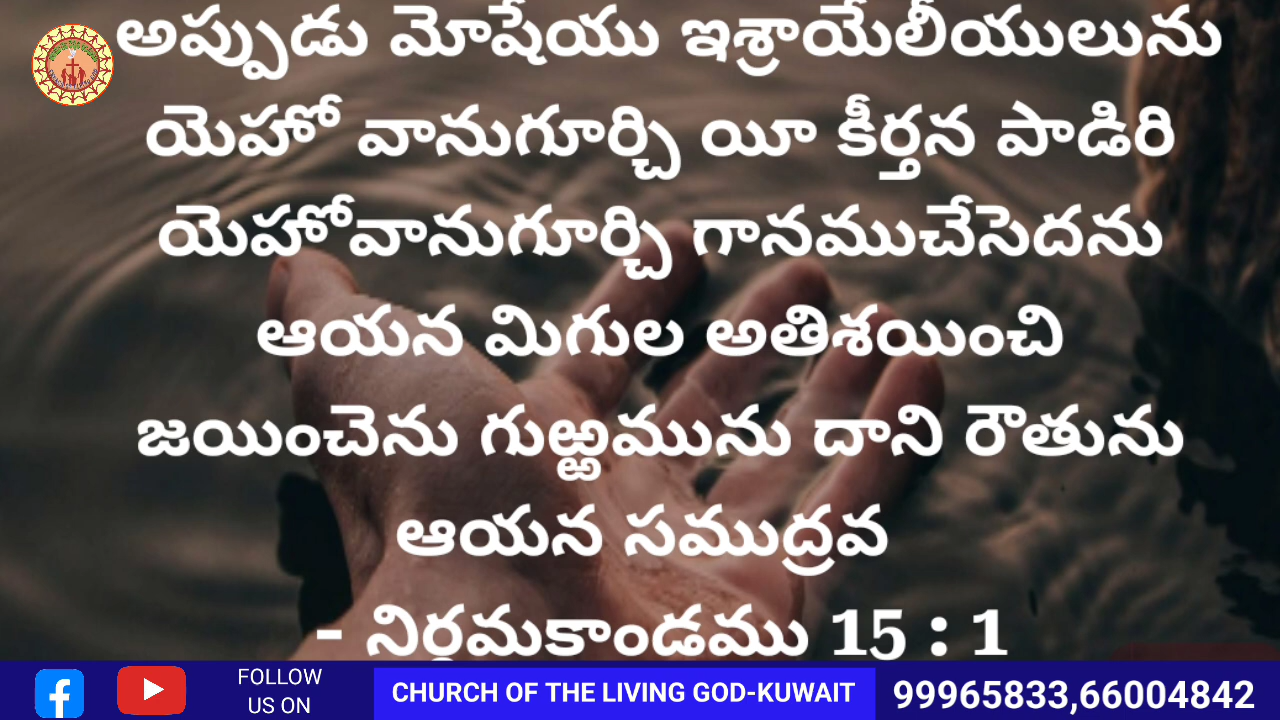 అప్పుడు మోషేయు ఇశ్రాయేలీయులును
యెహో వానుగూర్చి యీ కీర్తన పాడిరి
యెహోవానుగూర్చి గానముచేసెదను
ఆయన మిగుల అతిశయించి
జయించెను గుఱ్ఱమును దాని రౌతును
ఆయన సముద్రవ
- నిర్గమకాండము 15 : 1
FOLLOW
US ON
CHURCH OF THE LIVING GOD-KUWAIT
99965833,66004842